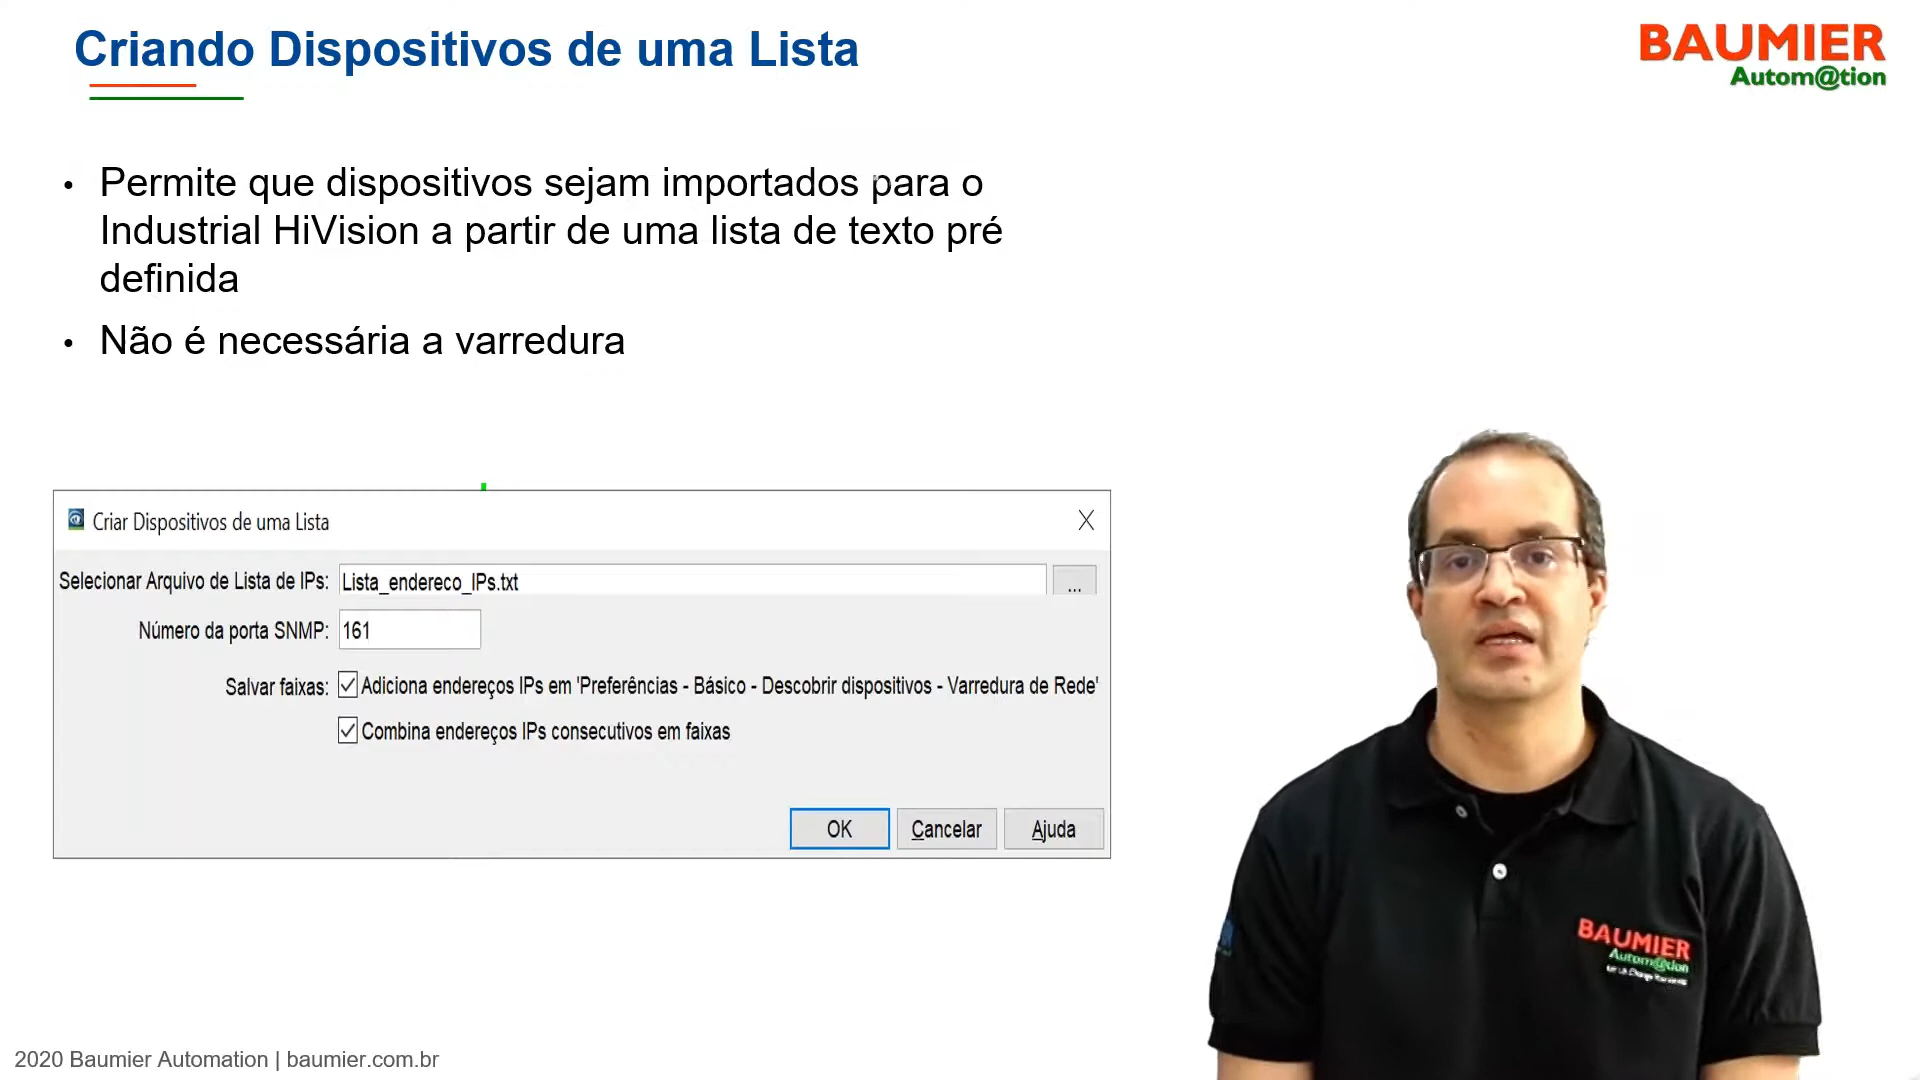 Criando Dispositivos de uma Lista
BAUMIER
Autom@tion
• Permite que dispositivos sejam importados para o
Industrial HiVision a partir de uma lista de texto pré
definida
• Não é necessária a varredura
Criar Dispositivos de uma Lista
Selecionar Arquivo de Lista de IPs: Lista_endereco_IPs.txt ...
Número da porta SNMP: 161
Salvar faixas: Adiciona endereços IPs em 'Preferências - Básico - Descobrir dispositivos - Varredura de Rede'
Combina endereços IPs consecutivos em faixas
OK Cancelar Ajuda
BAUMIER
Autom@tion
2020 Baumier Automation | baumier.com.br